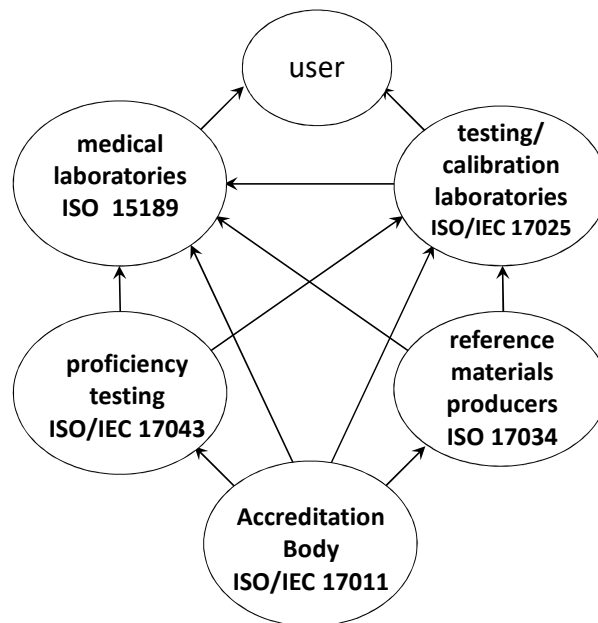 user
medical
laboratories
ISO 15189
testing/
calibration
laboratories
ISO/IEC 17025
proficiency
testing
ISO/IEC 17043
reference
materials
producers
ISO 17034
Accreditation
Body
ISO/IEC 17011